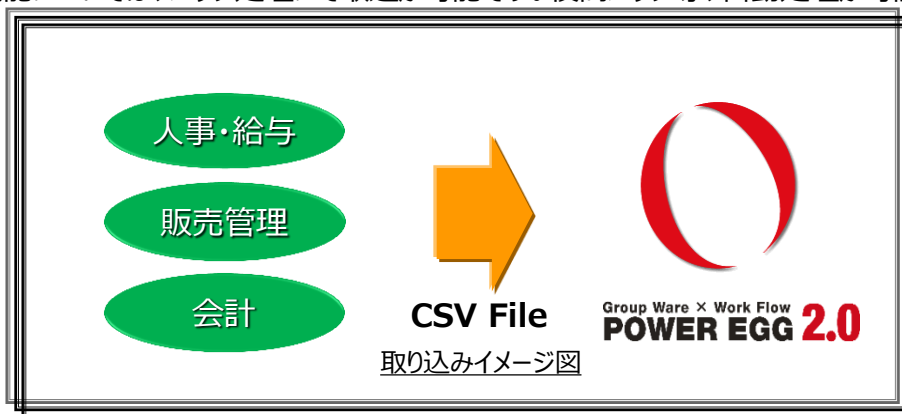 人事・給与
販売管理
会計
CSV File
取り込みイメージ図
Group Ware × Work Flow
POWER EGG 2.0